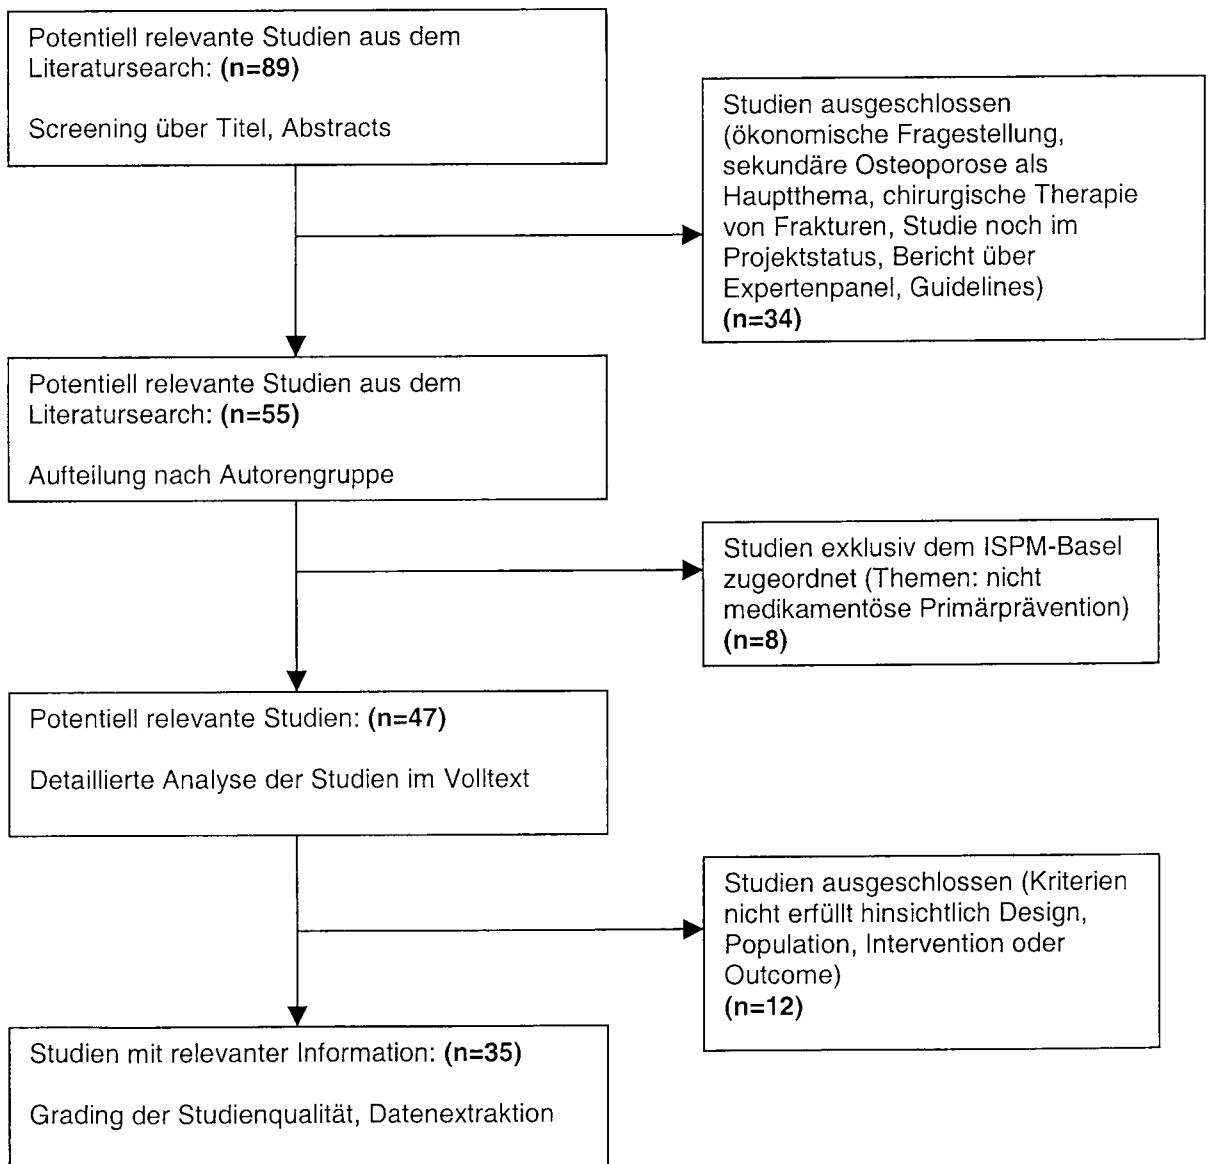 Potentiell relevante Studien aus dem
Literatursearch: (n=89)
Screening über Titel, Abstracts
Studien ausgeschlossen
(ökonomische Fragestellung,
sekundäre Osteoporose als
Hauptthema, chirurgische Therapie
von Frakturen, Studie noch im
Projektstatus, Bericht über
Expertenpanel, Guidelines)
(n=34)
Potentiell relevante Studien aus dem
Literatursearch: (n=55)
Aufteilung nach Autorengruppe
Studien exklusiv dem ISPM-Basel
zugeordnet (Themen: nicht
medikamentöse Primärprävention)
(n=8)
Potentiell relevante Studien: (n=47)
Detaillierte Analyse der Studien im Volltext
Studien ausgeschlossen (Kriterien
nicht erfüllt hinsichtlich Design,
Population, Intervention oder
Outcome)
(n=12)
Studien mit relevanter Information: (n=35)
Grading der Studienqualität, Datenextraktion